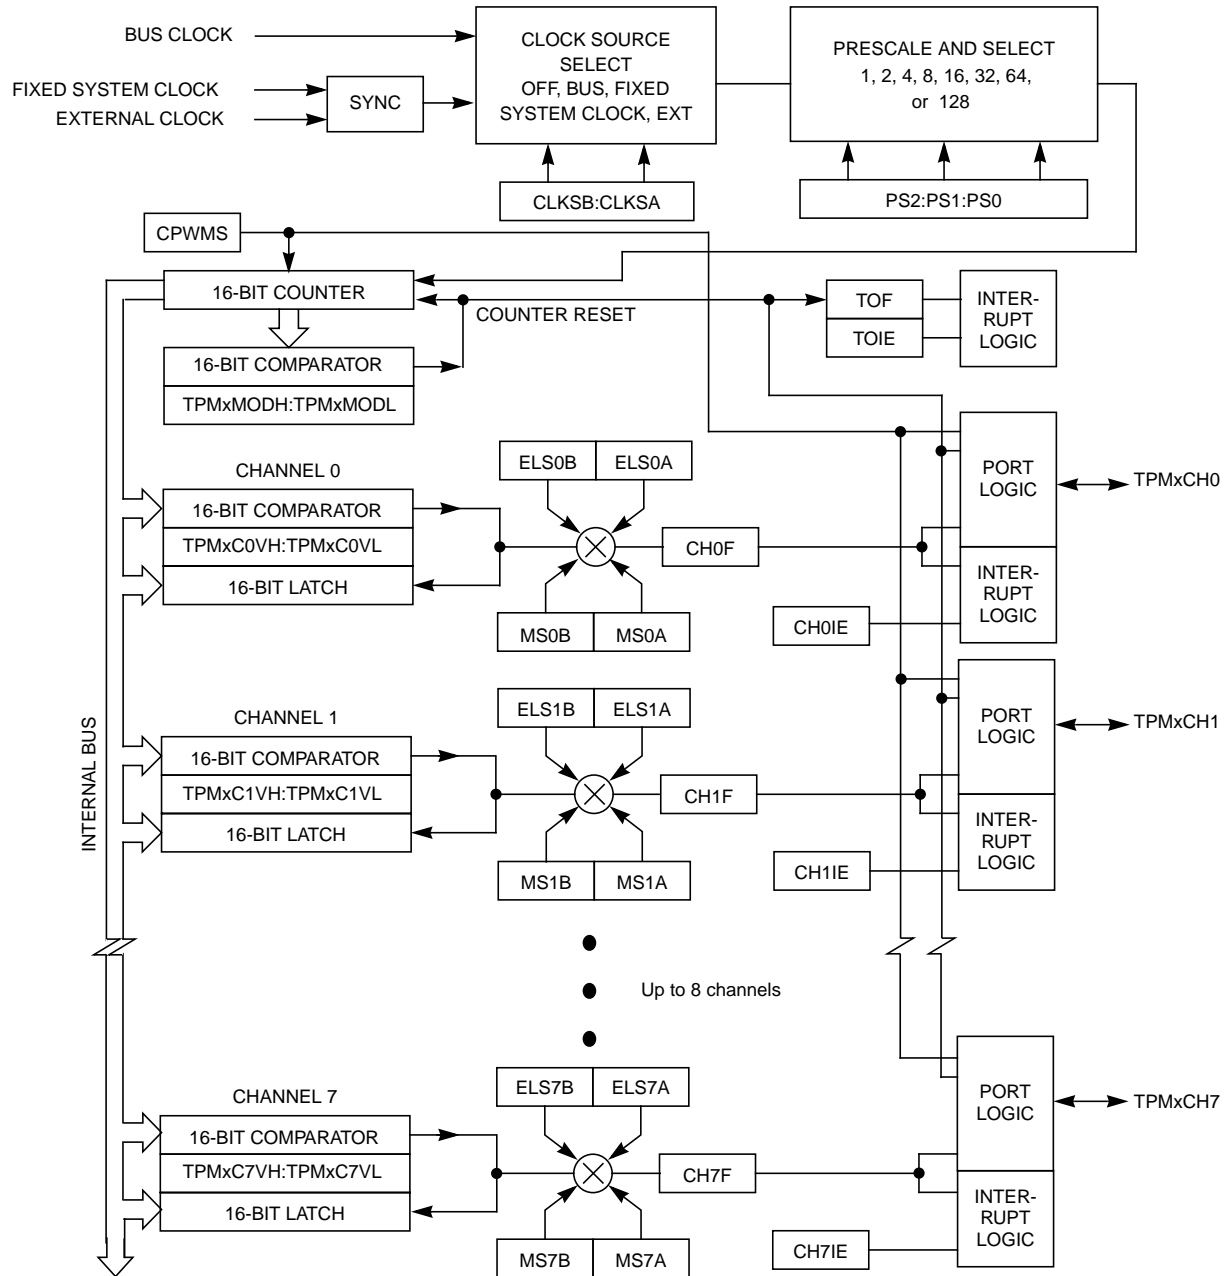 BUS CLOCK
CLOCK SOURCE
SELECT
OFF, BUS, FIXED
SYSTEM CLOCK, EXT
PRESCALE AND SELECT
1, 2, 4, 8, 16, 32, 64,
or 128
FIXED SYSTEM CLOCK
EXTERNAL CLOCK
SYNC
CLKSB:CLKSA
PS2:PS1:PS0
CPWMS
16-BIT COUNTER
COUNTER RESET
TOF
TOIE
INTER-
RUPT
LOGIC
16-BIT COMPARATOR
TPMxMODH:TPMxMODL
CHANNEL 0
ELS0B
ELS0A
PORT
LOGIC
TPMxCH0
16-BIT COMPARATOR
TPMxC0VH:TPMxC0VL
16-BIT LATCH
CH0F
INTER-
RUPT
LOGIC
MS0B
MS0A
CH0IE
INTERNAL BUS
CHANNEL 1
ELS1B
ELS1A
PORT
LOGIC
TPMxCH1
16-BIT COMPARATOR
TPMxC1VH:TPMxC1VL
16-BIT LATCH
CH1F
INTER-
RUPT
LOGIC
MS1B
MS1A
CH1IE
Up to 8 channels
CHANNEL 7
ELS7B
ELS7A
PORT
LOGIC
TPMxCH7
16-BIT COMPARATOR
TPMxC7VH:TPMxC7VL
16-BIT LATCH
CH7F
INTER-
RUPT
LOGIC
MS7B
MS7A
CH7IE